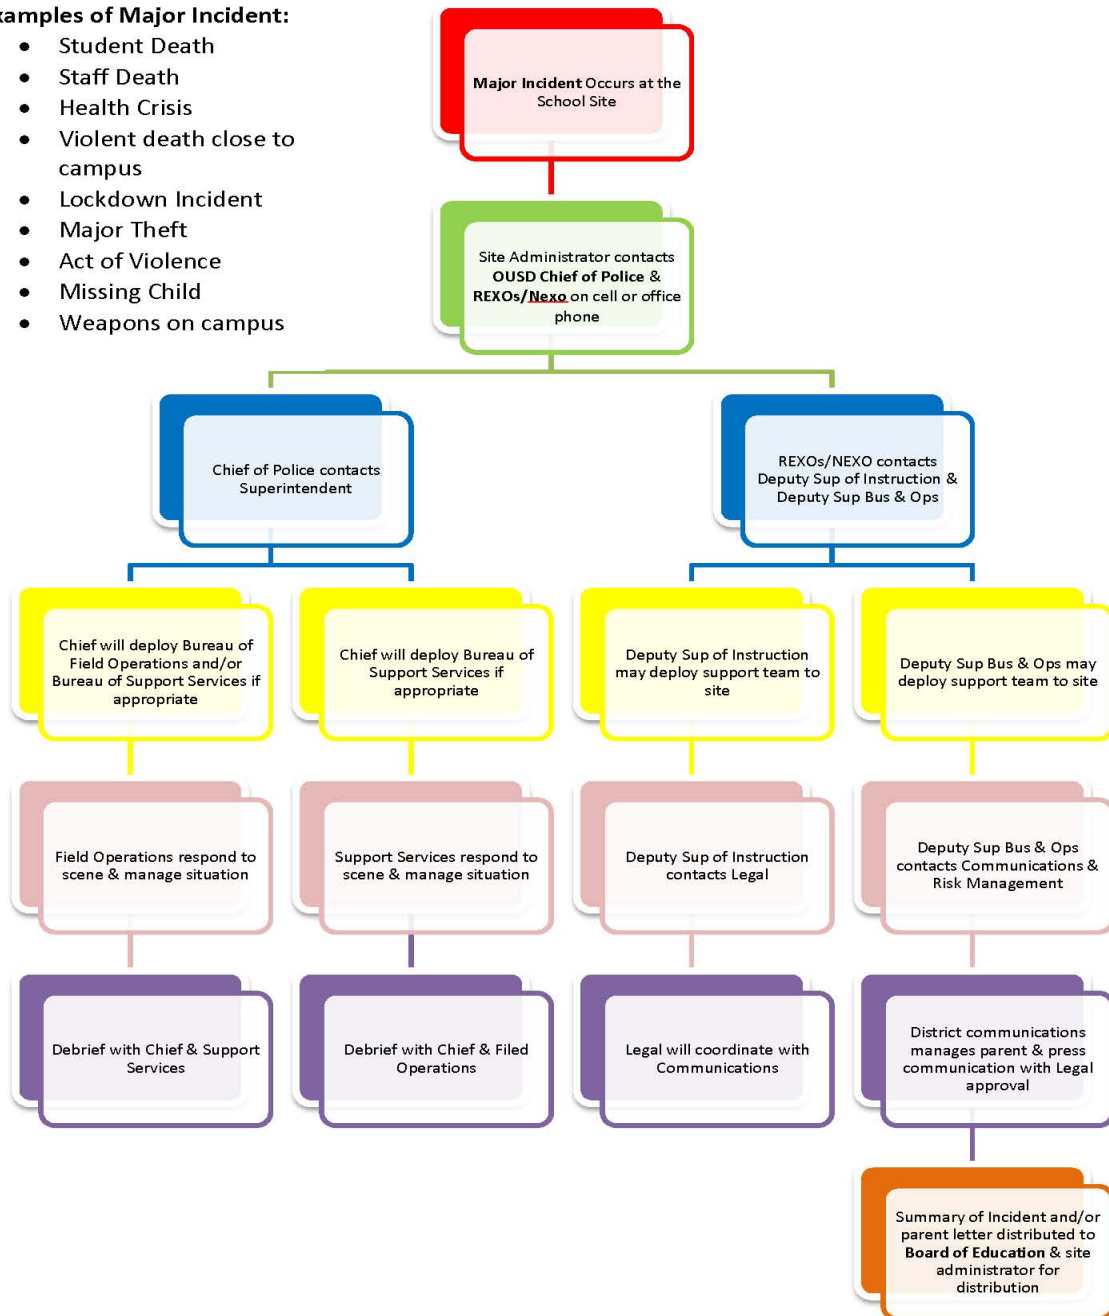 xamples of Major Incident:
• Student Death
• Staff Death
• Health Crisis
• Violent death close to
campus
• Lockdown Incident
• Major Theft
• Act of Violence
• Missing Child
• Weapons on campus
Major Incident Occurs at the
School Site
Site Administrator contacts
OUSD Chief of Police &
REXOs/Nexo on cell or office
phone
Chief of Police contacts
Superintendent
REXOs/NEXO contacts
Deputy Sup of Instruction &
Deputy Sup Bus & Ops
Chief will deploy Bureau of
Field Operations and/or
Bureau of Support Services if
appropriate
Chief will deploy Bureau of
Support Services if
appropriate
Deputy Sup of Instruction
may deploy support team to
site
Deputy Sup Bus & Ops may
deploy support team to site
Field Operations respond to
scene & manage situation
Support Services respond to
scene & manage situation
Deputy Sup of Instruction
contacts Legal
Deputy Sup Bus & Ops
contacts Communications &
Risk Management
Debrief with Chief & Support
Services
Debrief with Chief & Filed
Operations
Legal will coordinate with
Communications
District communications
manages parent & press
communication with Legal
approval
Summary of Incident and/or
parent letter distributed to
Board of Education & site
administrator for
distribution